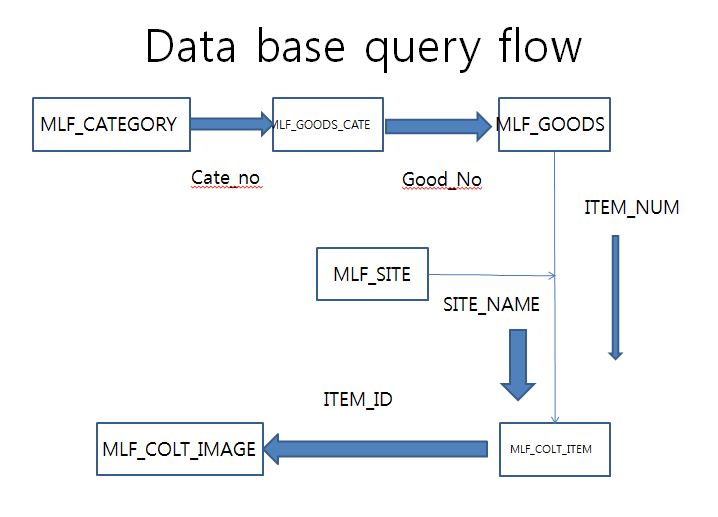 Data base query flow
MLF_CATEGORY
MLF_GOODS_CATE
MLF_GOODS
Cate_no
Good_No
ITEM_NUM
MLF_SITE
SITE_NAME
ITEM_ID
MLF_COLT_IMAGE
MLF_COLT_ITEM